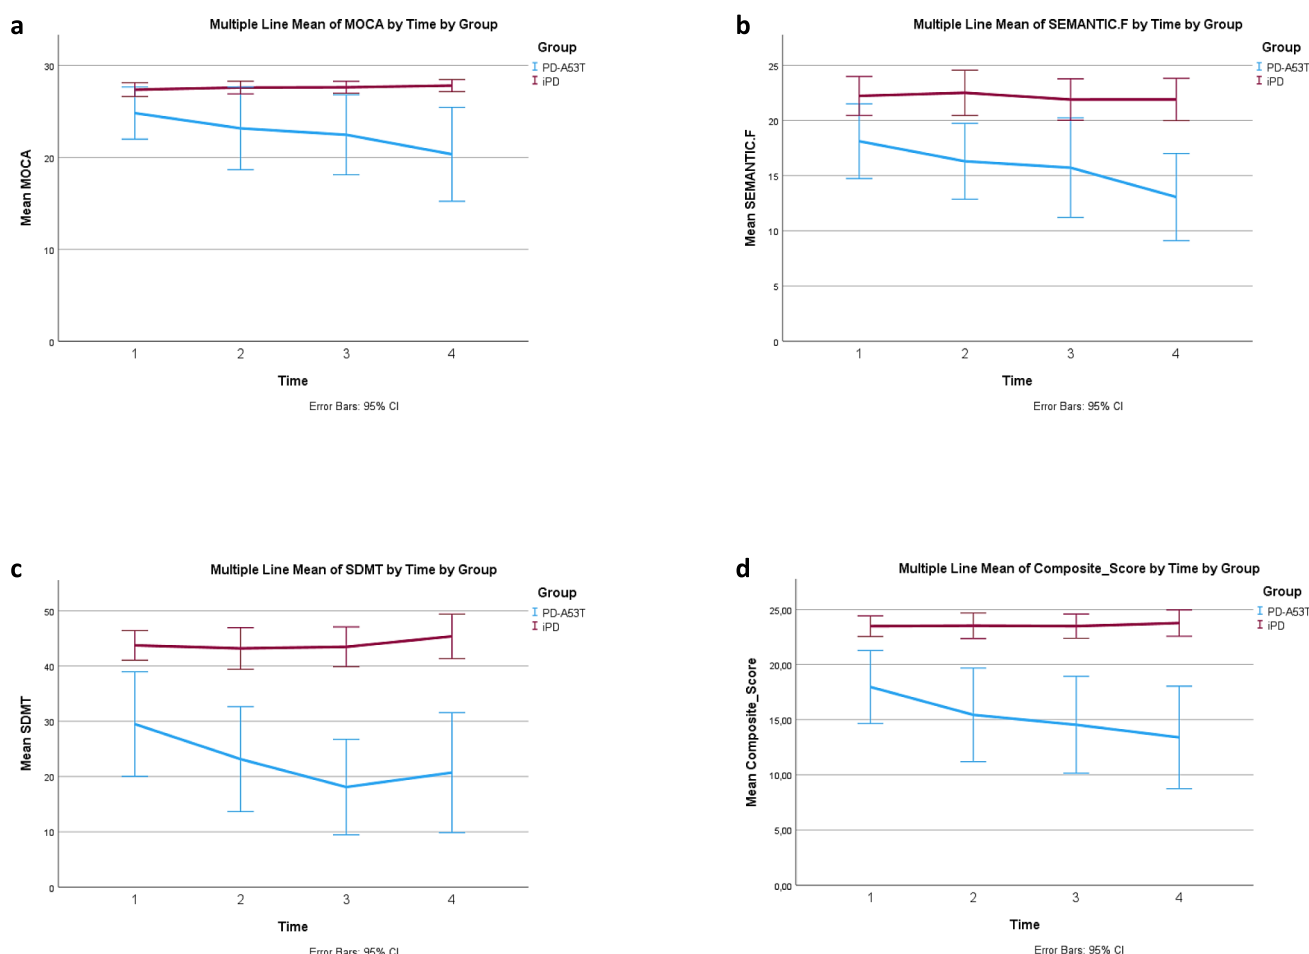 a
Multiple Line Mean of MOCA by Time by Group
Group
PD-A53T
iPD
30
20
10
0
Mean MOCA
1 2 3 4
Time
Error Bars: 95% CI
b
Multiple Line Mean of SEMANTIC.F by Time by Group
Group
PD-A53T
iPD
25
20
15
10
5
0
Mean SEMANTIC.F
1 2 3 4
Time
Error Bars: 95% CI
c
Multiple Line Mean of SDMT by Time by Group
Group
PD-A53T
iPD
50
40
30
20
10
0
Mean SDMT
1 2 3 4
Time
Error Bars: 95% CI
d
Multiple Line Mean of Composite_Score by Time by Group
Group
PD-A53T
iPD
25,00
20,00
15,00
10,00
5,00
0,00
Mean Composite_Score
1 2 3 4
Time
Error Bars: 95% CI